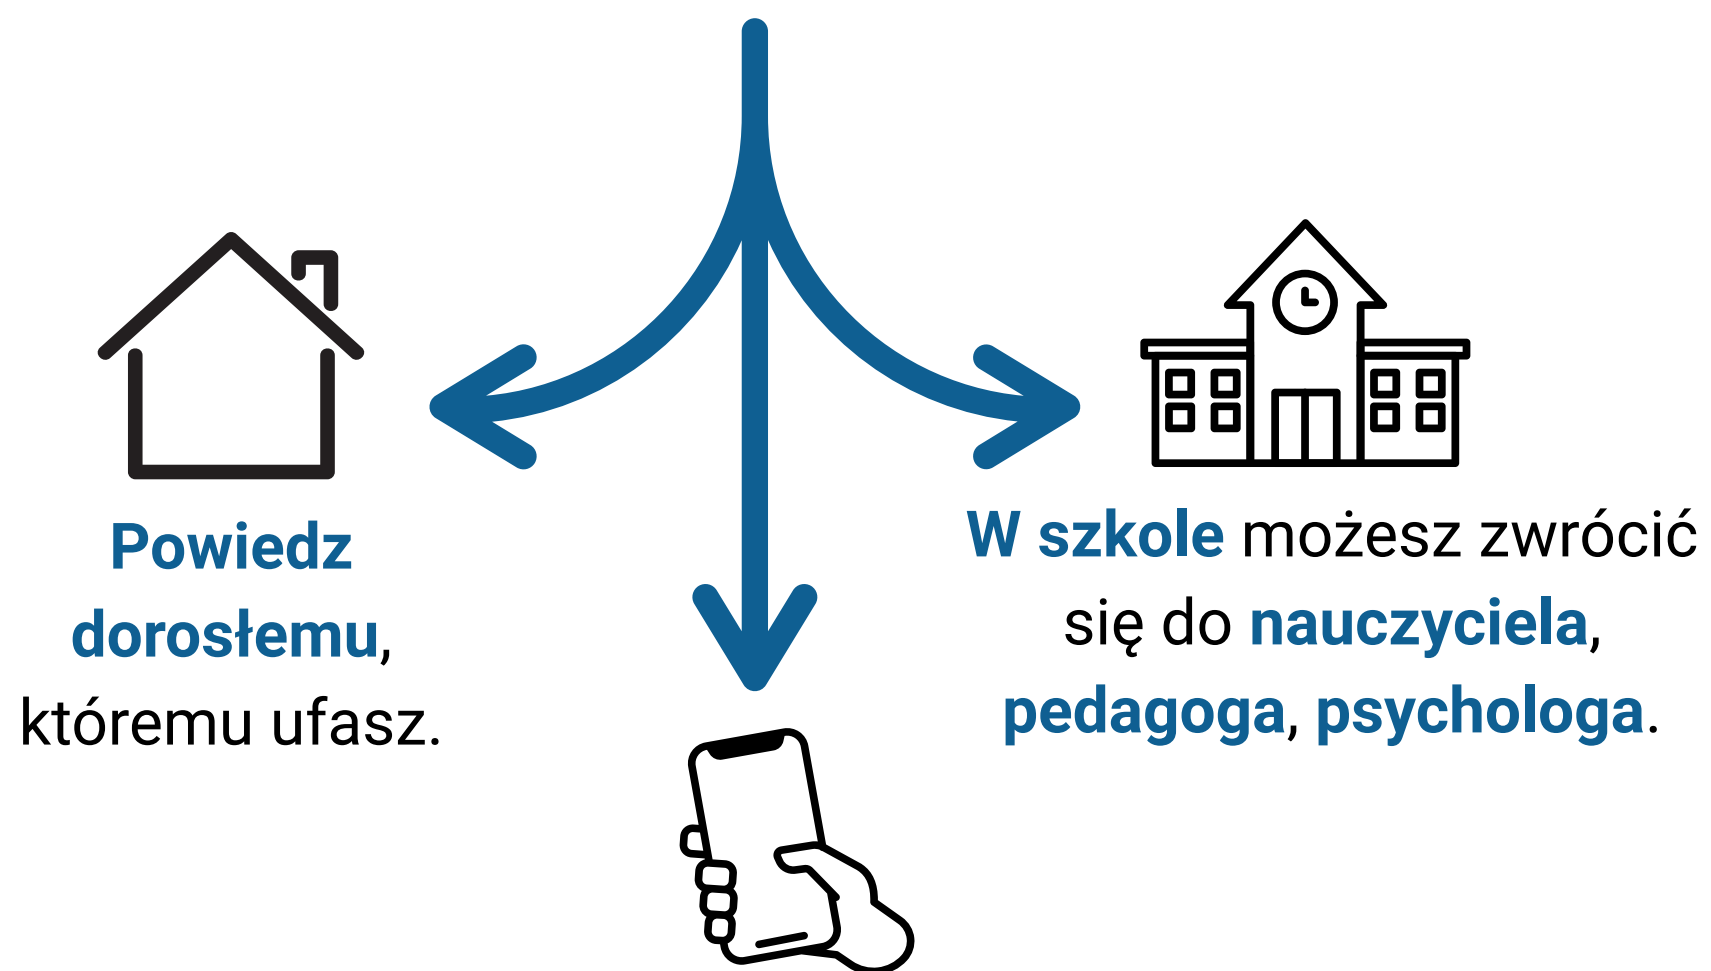 Powiedz
dorosłemu,
któremu ufasz.
W szkole możesz zwrócić
się do nauczyciela,
pedagoga, psychologa.